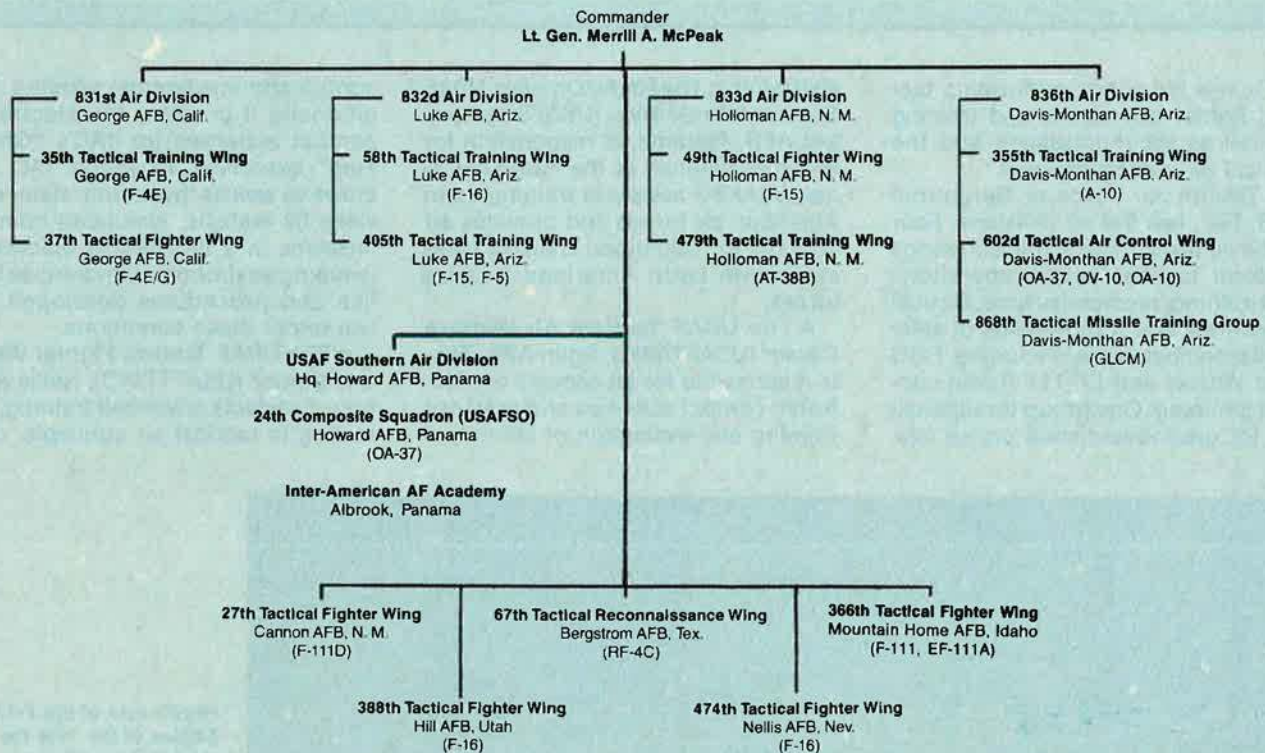 Commander
Lt. Gen. Merrill A. McPeak
831st Air Division
George AFB, Calif.
35th Tactical Training Wing
George AFB, Calif.
(F-4E)
37th Tactical Fighter Wing
George AFB, Calif.
(F-4E/G)
832d Air Division
Luke AFB, Ariz.
58th Tactical Training Wing
Luke AFB, Ariz.
(F-16)
405th Tactical Training Wing
Luke AFB, Ariz.
(F-15, F-5)
833d Air Division
Holloman AFB, N. M.
49th Tactical Fighter Wing
Holloman AFB, N. M.
(F-15)
479th Tactical Training Wing
Holloman AFB, N. M.
(AT-38B)
836th Air Division
Davis-Monthan AFB, Ariz.
355th Tactical Training Wing
Davis-Monthan AFB, Ariz.
(A-10)
602d Tactical Air Control Wing
Davis-Monthan AFB, Ariz.
(OA-37, OV-10, OA-10)
868th Tactical Missile Training Group
Davis-Monthan AFB, Ariz.
(GLCM)
USAF Southern Air Division
Hq. Howard AFB, Panama
24th Composite Squadron (USAFSO)
Howard AFB, Panama
(OA-37)
Inter-American AF Academy
Albrook, Panama
27th Tactical Fighter Wing
Cannon AFB, N. M.
(F-111D)
67th Tactical Reconnaissance Wing
Bergstrom AFB, Tex.
(RF-4C)
366th Tactical Fighter Wing
Mountain Home AFB, Idaho
(F-111, EF-111A)
388th Tactical Fighter Wing
Hill AFB, Utah
(F-16)
474th Tactical Fighter Wing
Nellis AFB, Nev.
(F-16)